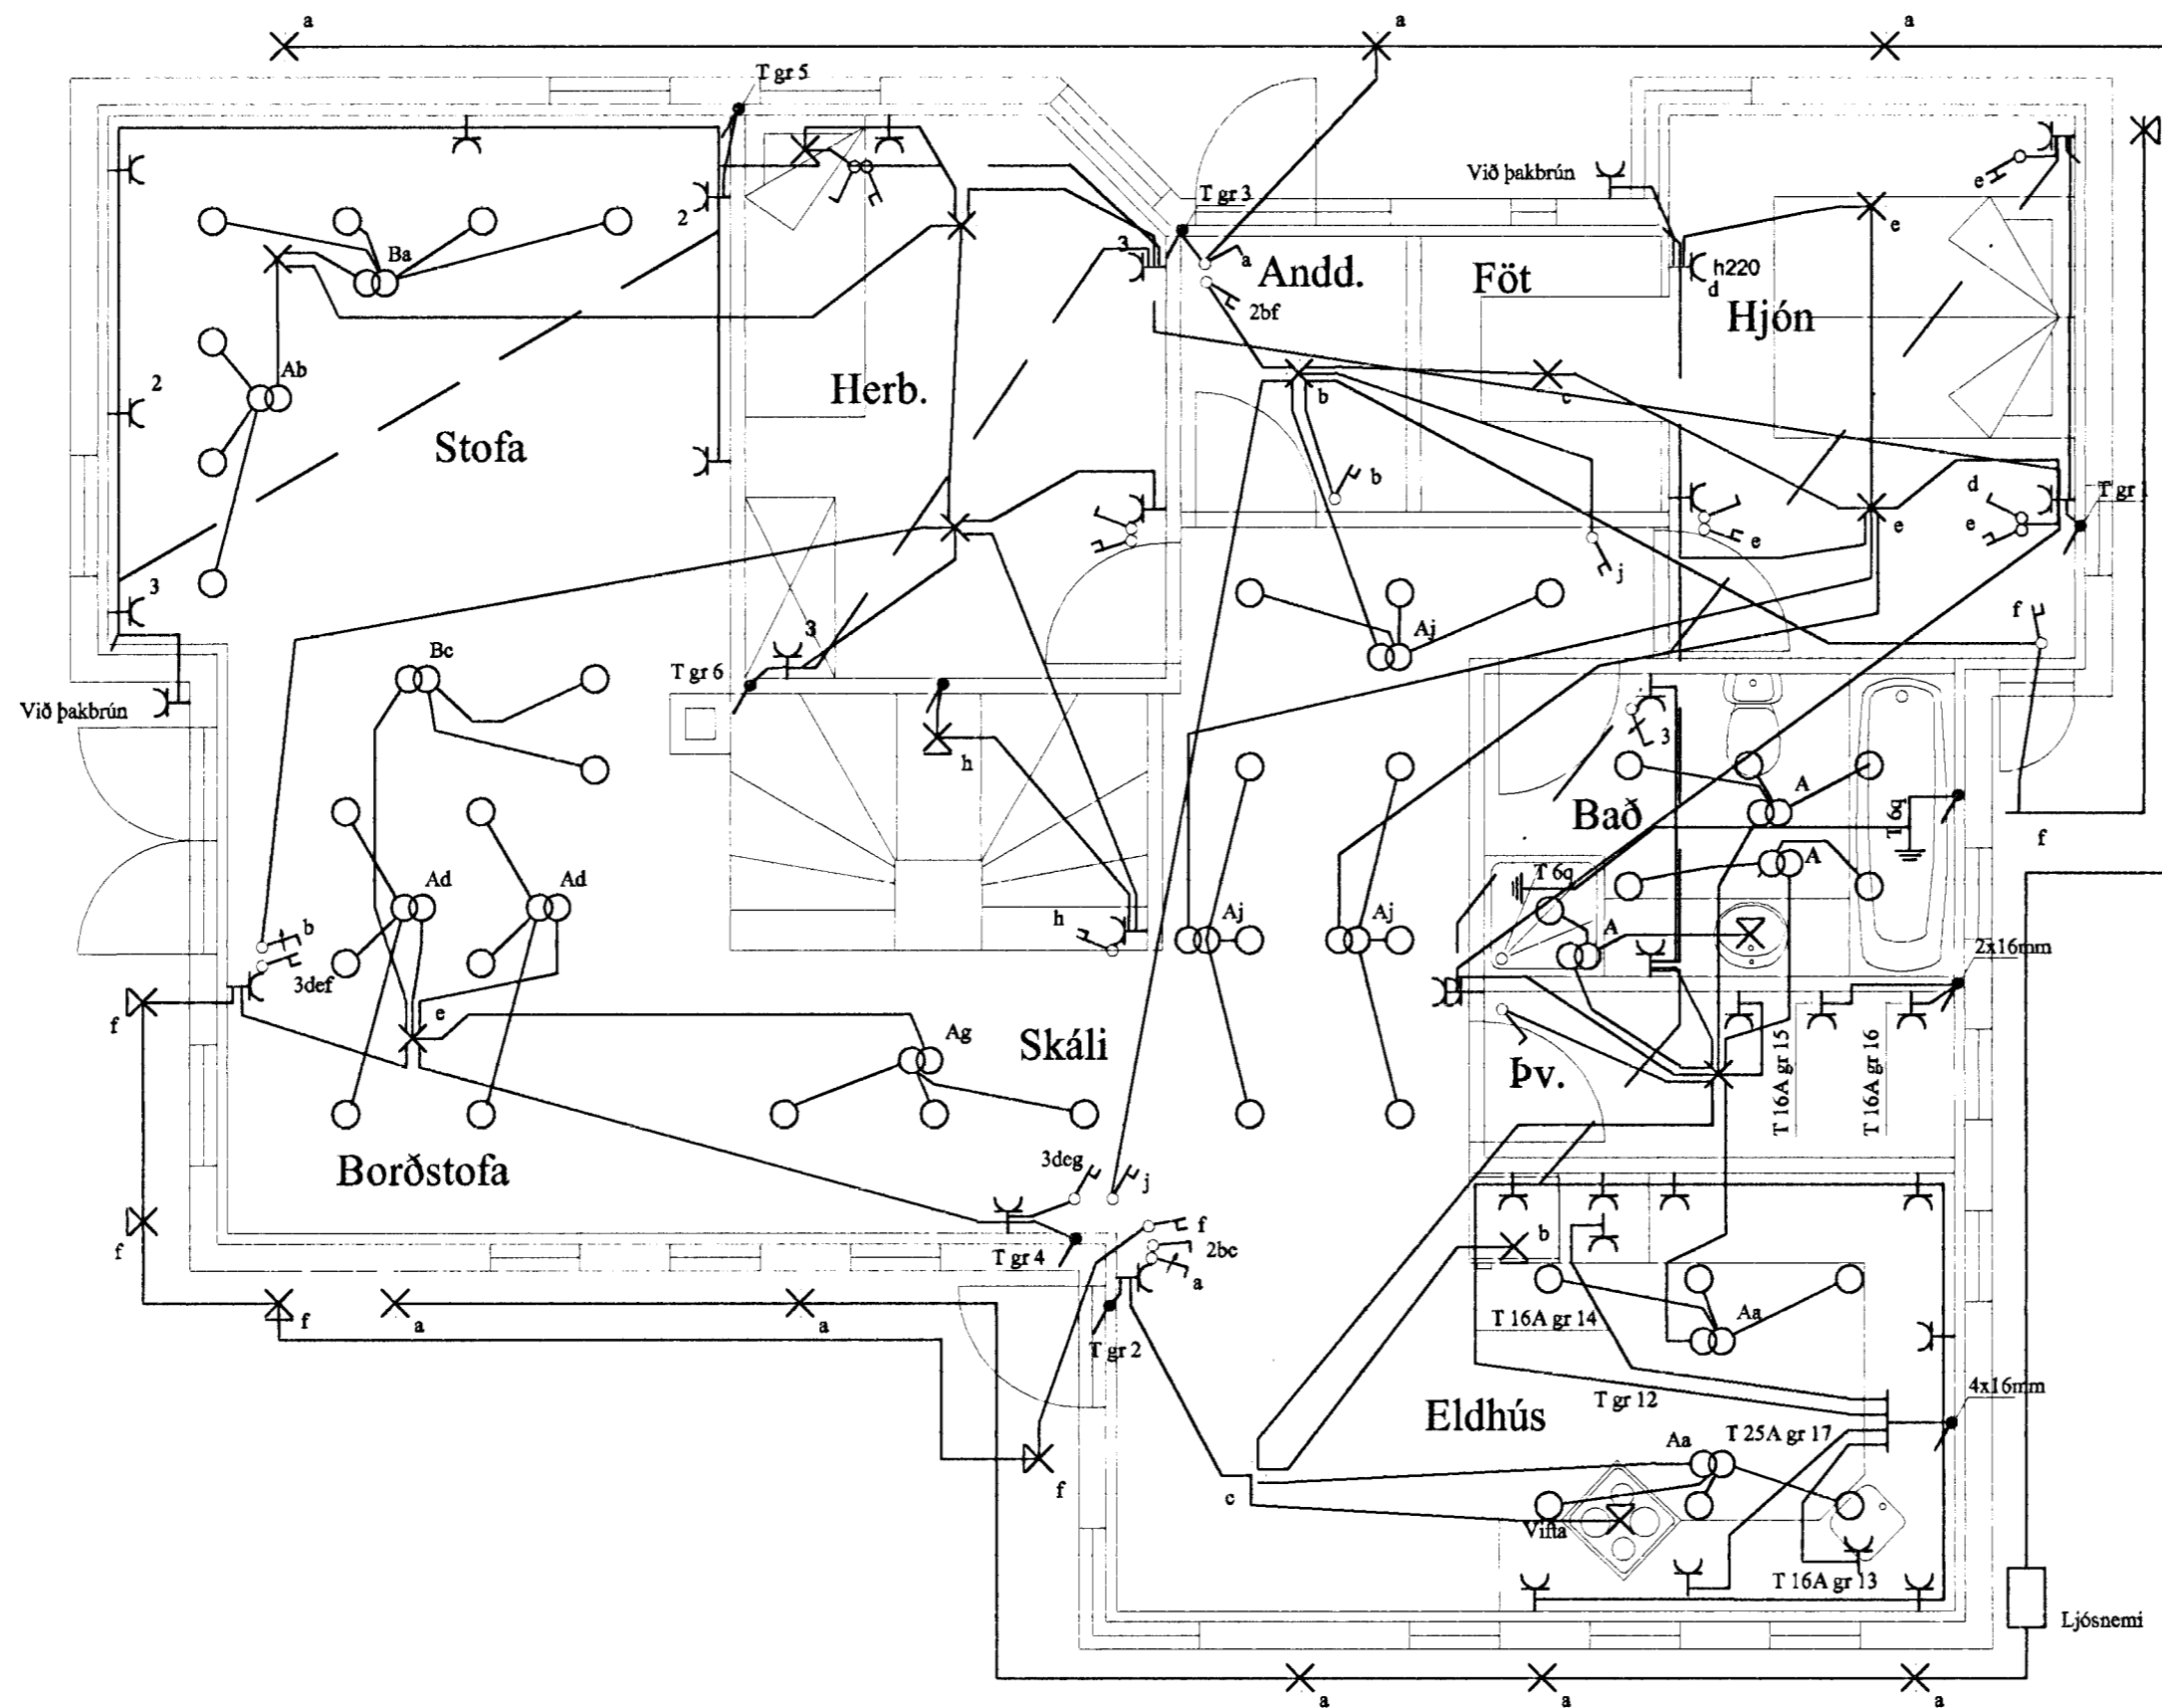 a
a
a
T gr 5
Við þakbrún
T gr 3
e
2
2
Ba
3
a
Andd.
Föt
h220
d
Hjón
e
2bf
Ab
Herb.
2
b
c
Stofa
b
d
T gr 1
e
e
e
j
3
f
3
Aj
Bc
T gr 6
Við þakbrún
3
h
A
Bað
T 6q
f
A
Ad
Ad
T 6q
b
h
Aj
Aj
A
2x16mm
3def
f
e
Ag
Skáli
Þv.
T 16A gr 15
T 16A gr 16
3deg
j
Borðstofa
f
f
b
2bc
T gr 4
a
f
a
a
T 16A gr 14
Aa
T gr 2
4x16mm
T gr 12
Eldhús
Aa
T 25A gr 17
f
c
Vifta
T 16A gr 13
Ljósnemi
a
a
a